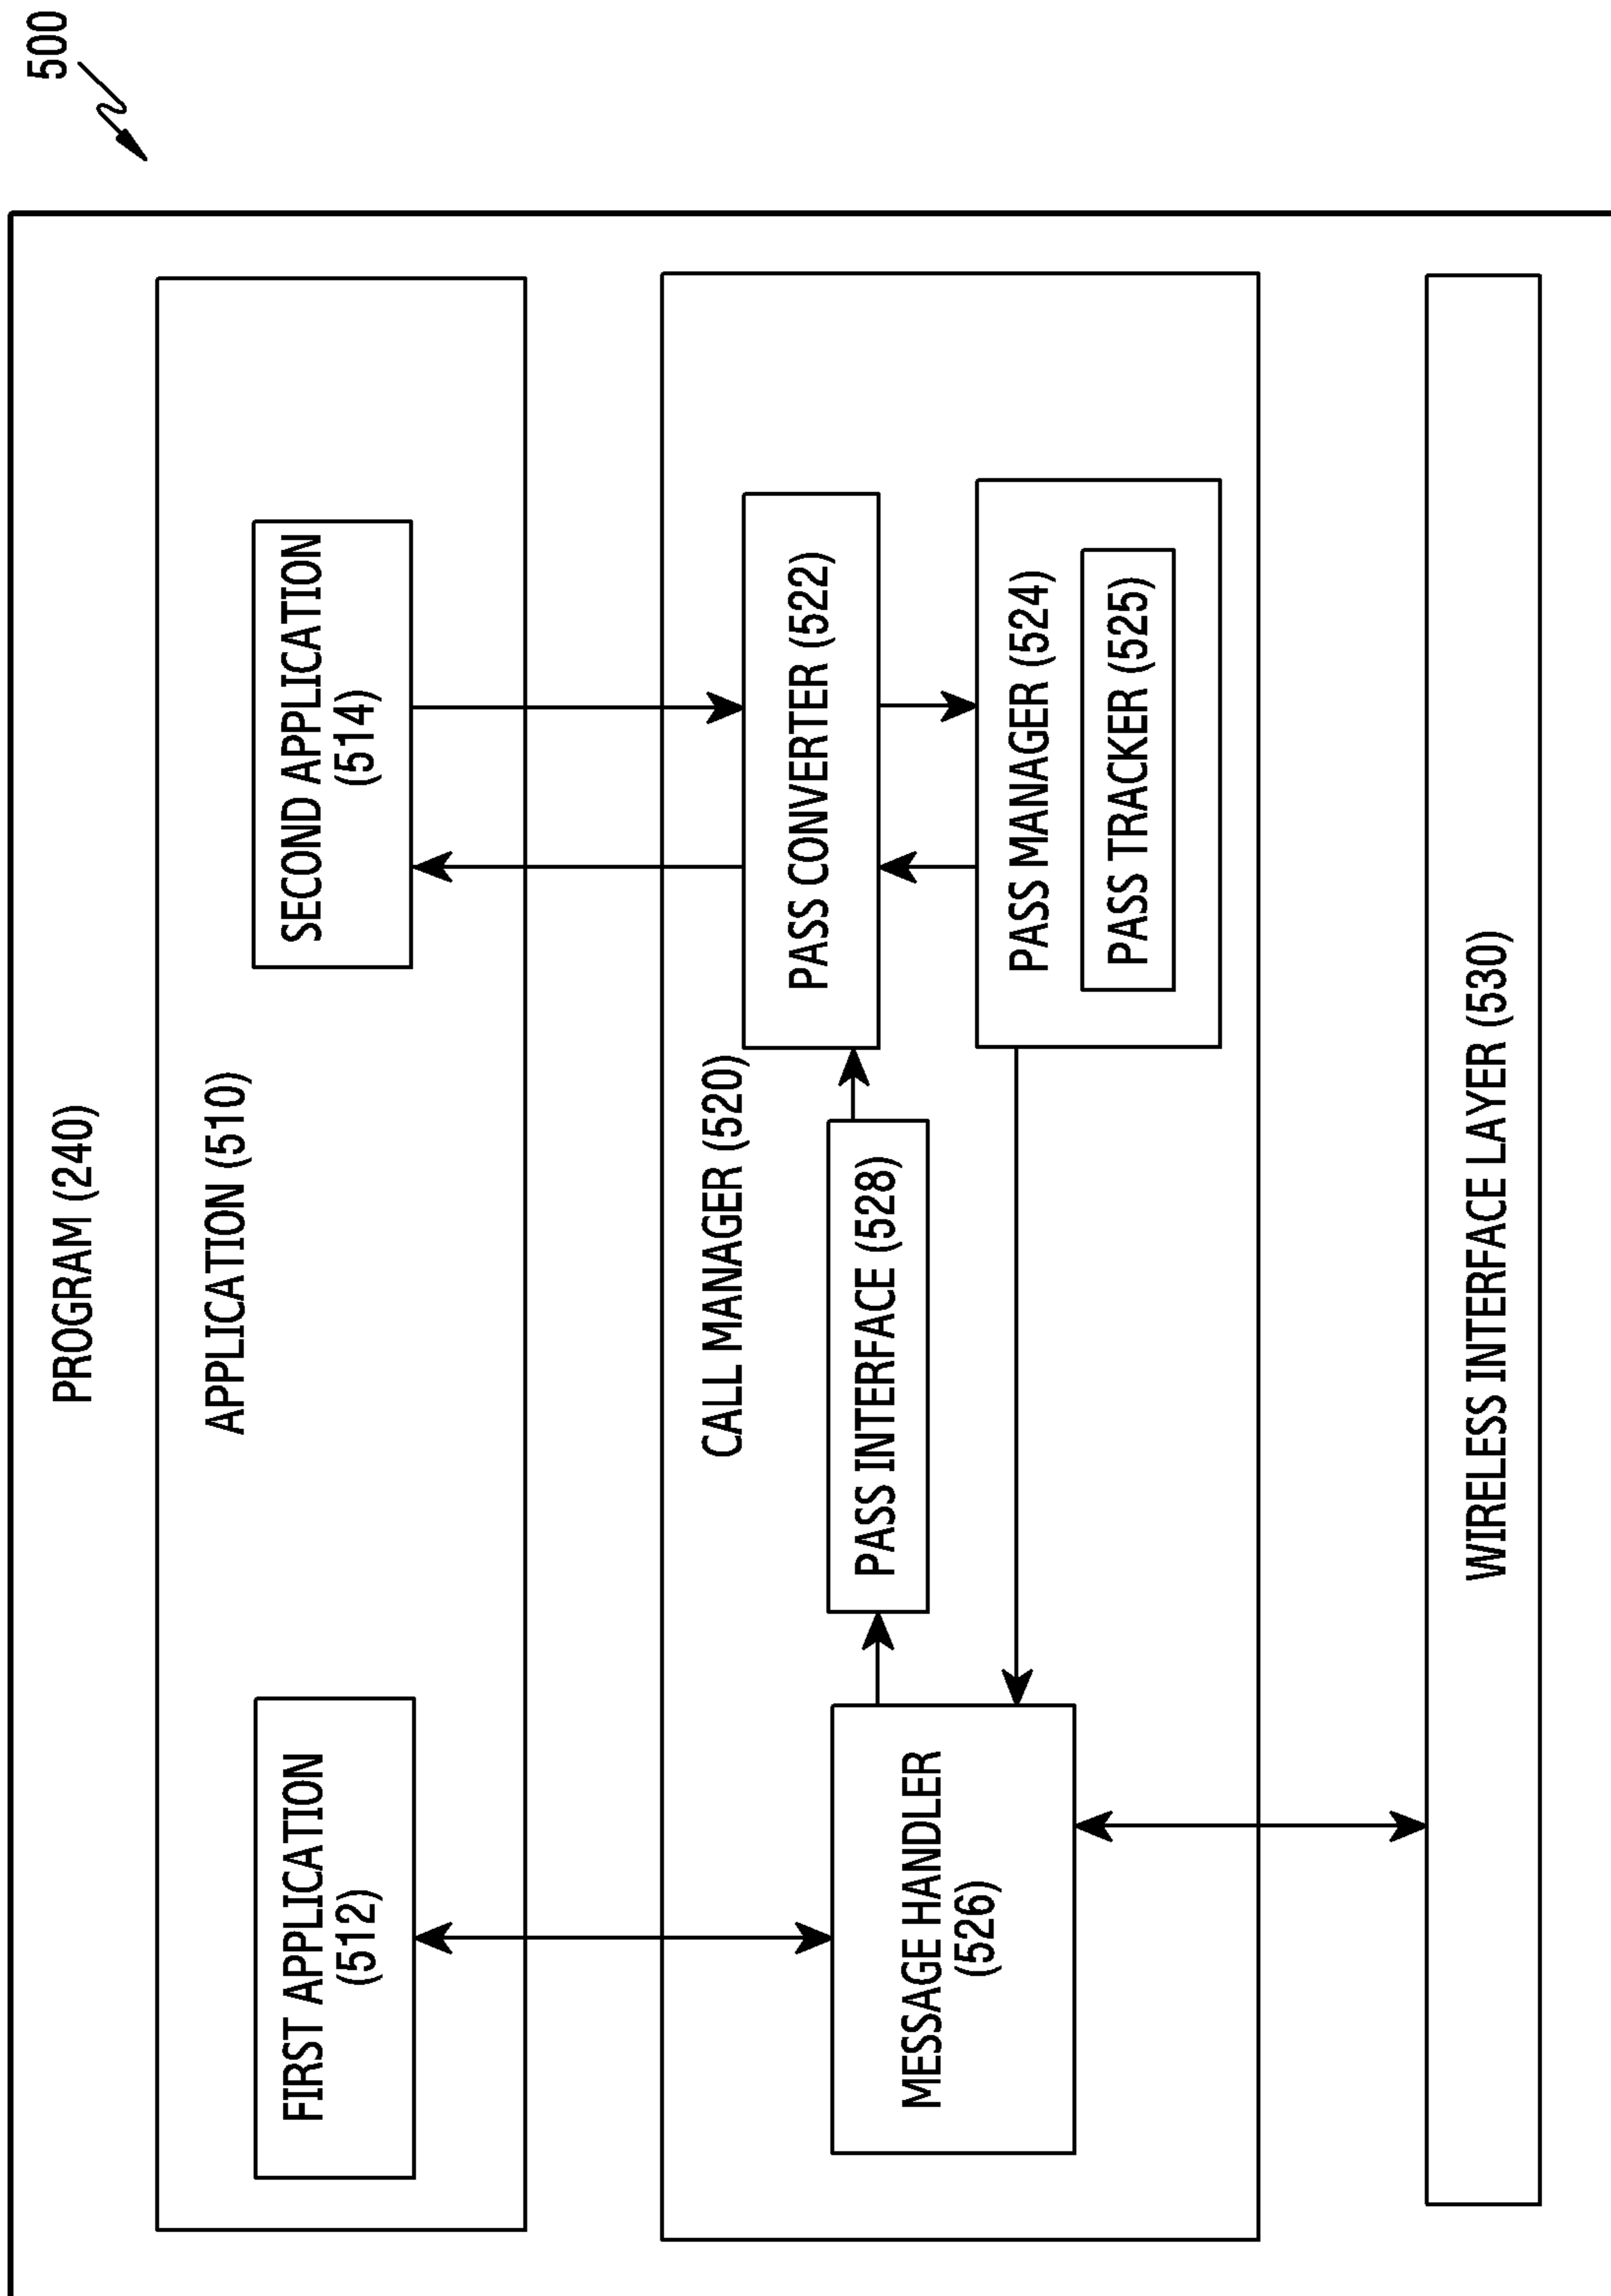 500
PROGRAM (240)
APPLICATION (510)
FIRST APPLICATION
(512)
SECOND APPLICATION
(514)
CALL MANAGER (520)
PASS CONVERTER (522)
PASS INTERFACE (528)
MESSAGE HANDLER
(526)
PASS MANAGER (524)
PASS TRACKER (525)
WIRELESS INTERFACE LAYER (530)